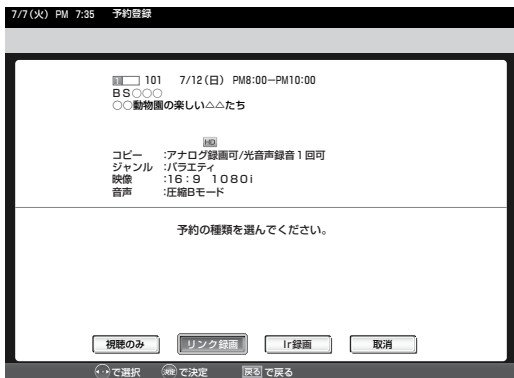 7/7(火) PM 7:35 予約登録
101 7/12(日) PM8:00−PM10:00
BS○○○
○○動物園の楽しい△△たち
HD
コピー :アナログ録画可/光音声録音1回可
ジャンル :バラエティ
映像 :16:9 1080i
音声 :圧縮Bモード
予約の種類を選んでください。
視聴のみ リンク録画 Ir録画 取消
で選択 決定 で決定 戻る で戻る